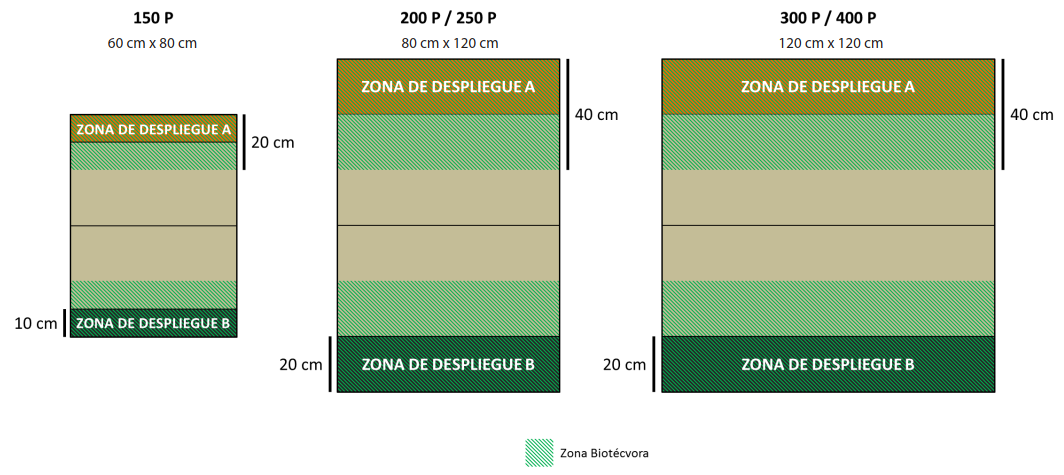 150 P
60 cm x 80 cm
ZONA DE DESPLIEGUE A
20 cm
10 cm
ZONA DE DESPLIEGUE B
200 P / 250 P
80 cm x 120 cm
ZONA DE DESPLIEGUE A
40 cm
20 cm
ZONA DE DESPLIEGUE B
300 P / 400 P
120 cm x 120 cm
ZONA DE DESPLIEGUE A
40 cm
20 cm
ZONA DE DESPLIEGUE B
Zona Biotécvora